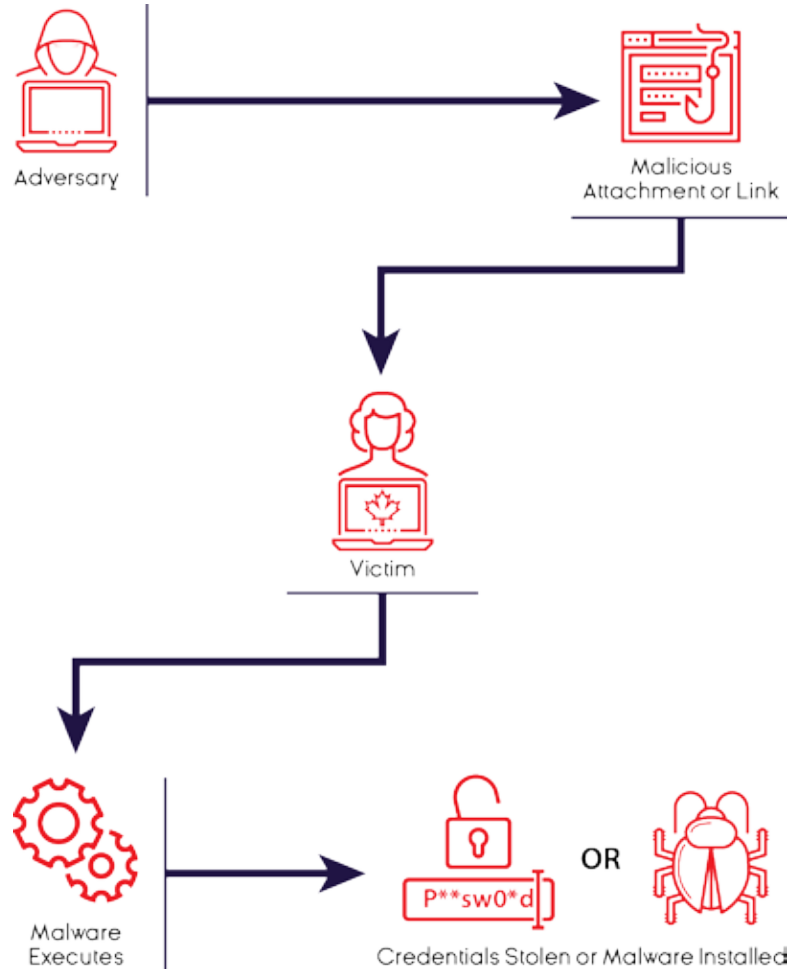 Adversary
Malicious
Attachment or Link
Victim
Malware
Executes
P**sw0*d
OR
Credentials Stolen or Malware Installed